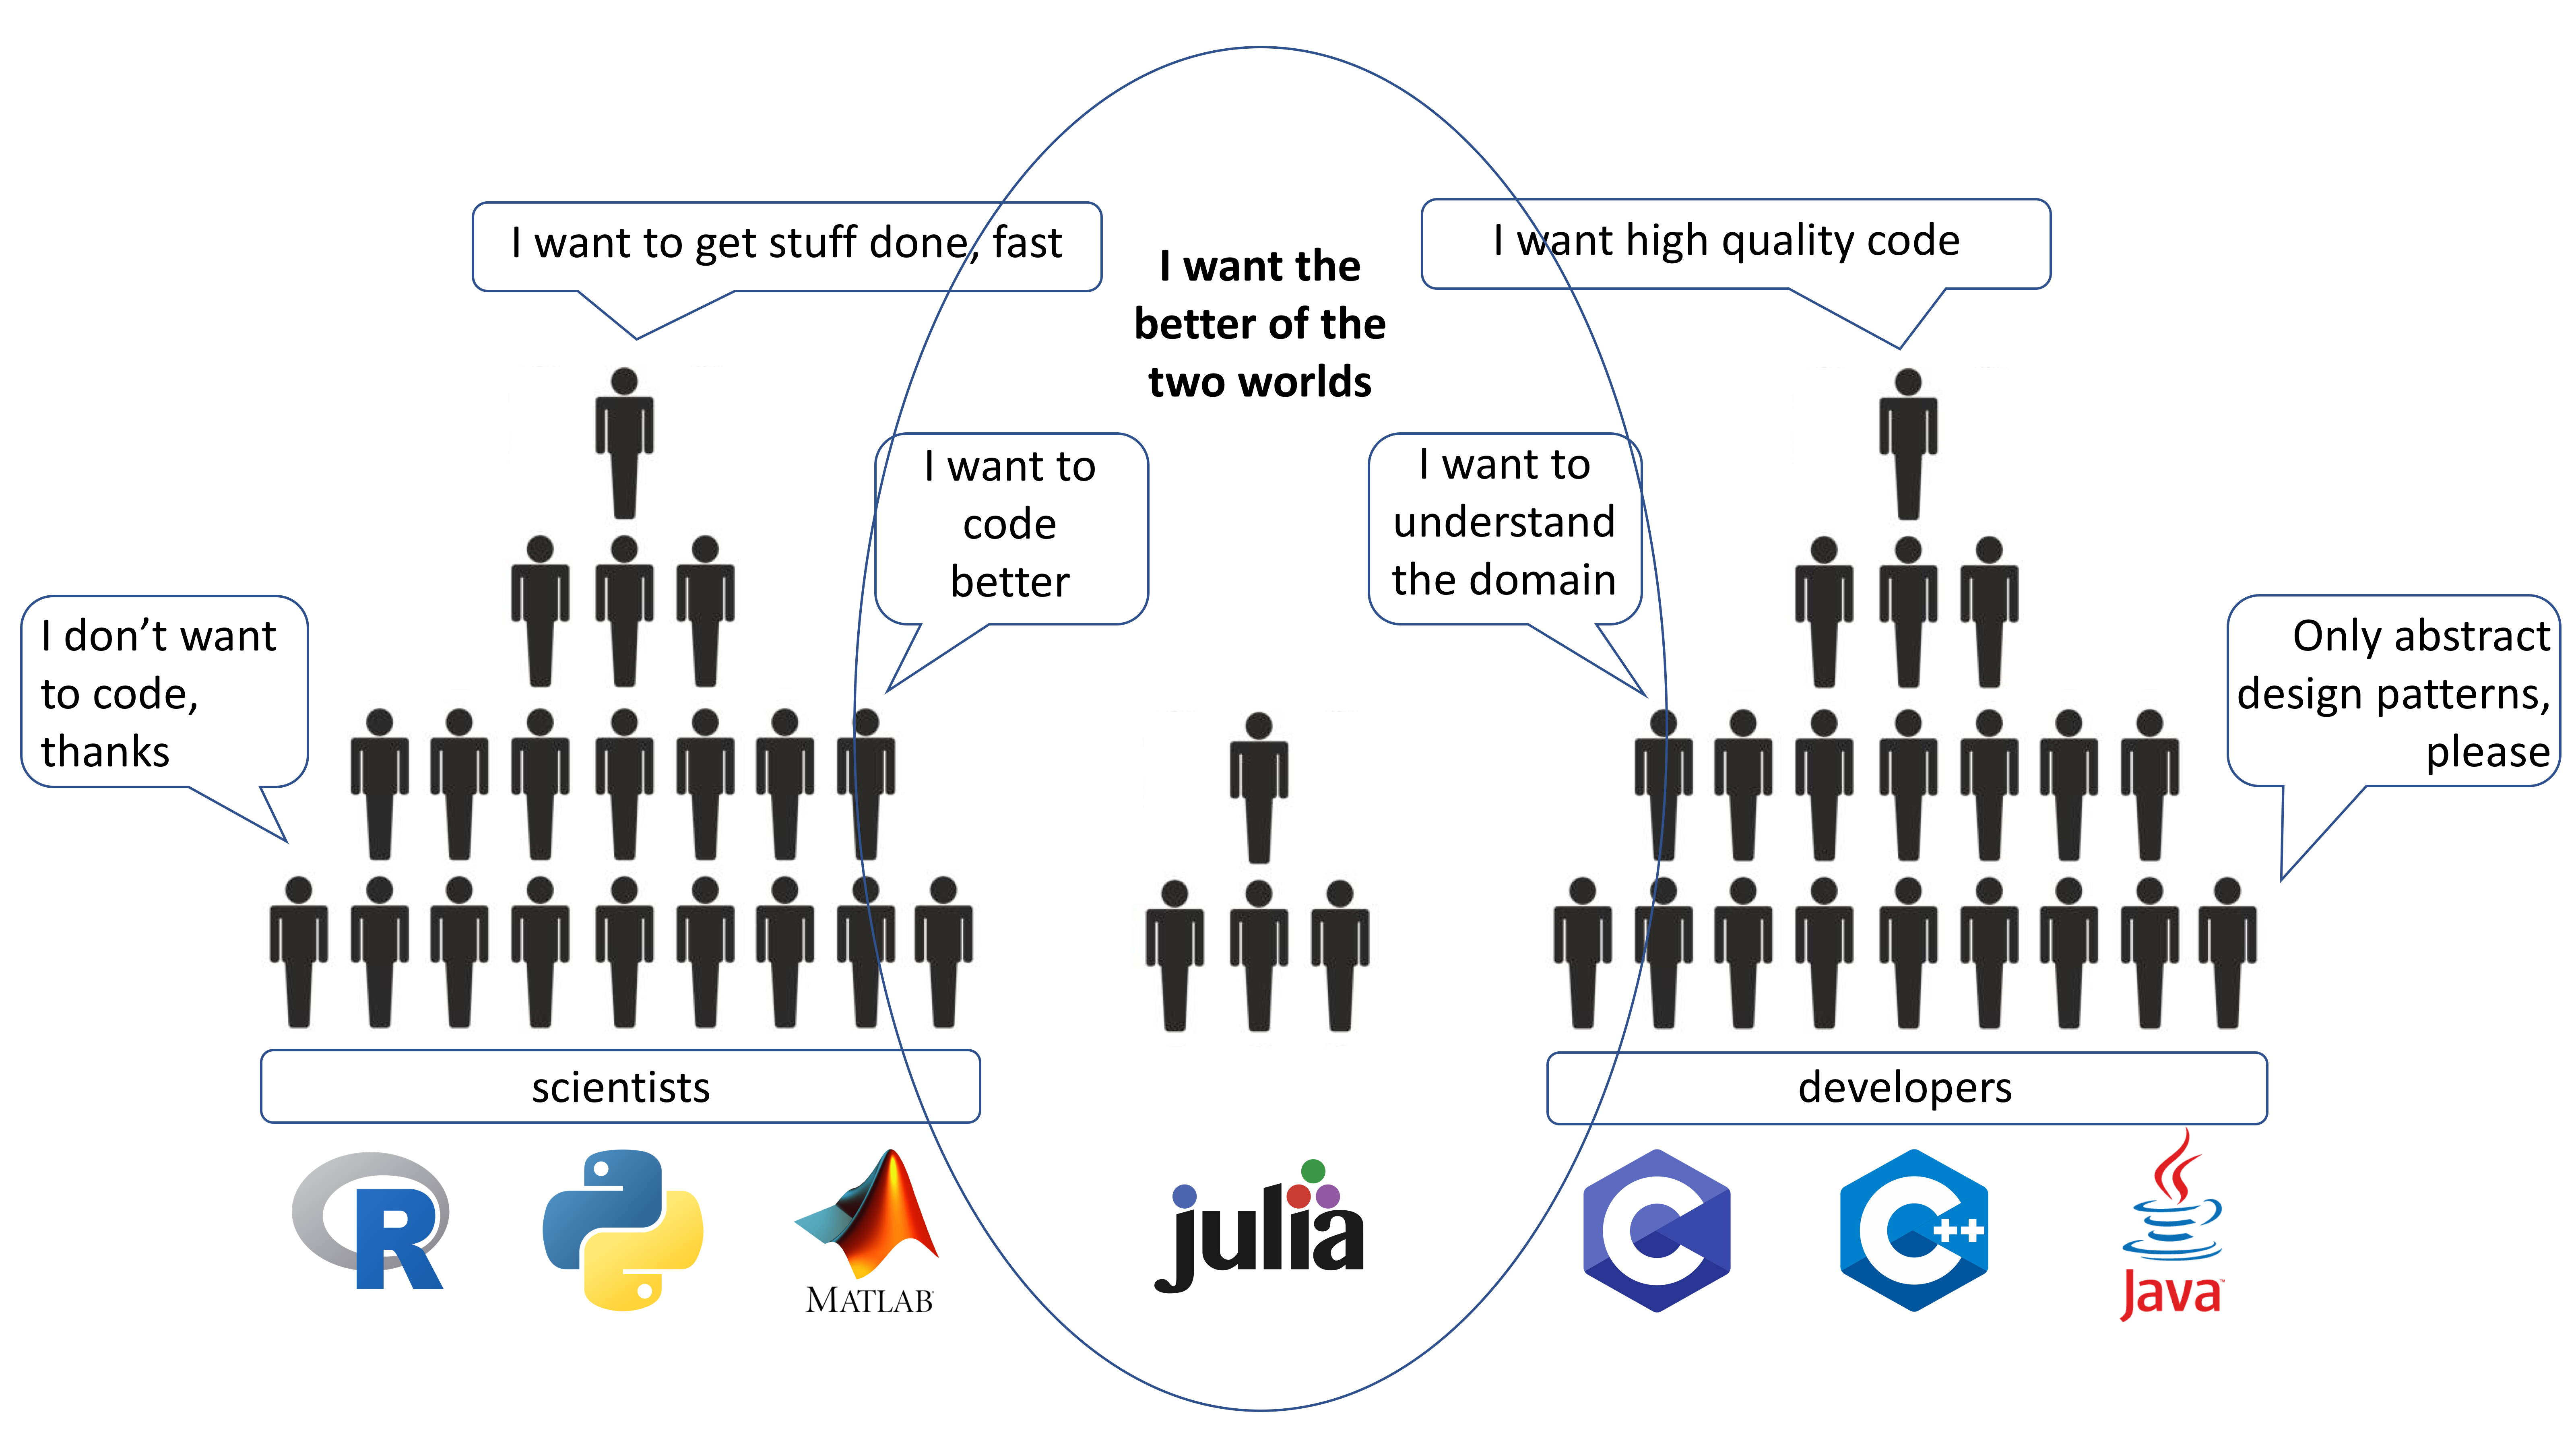 I want to get stuff done, fast
I want the
better of the
two worlds
I want high quality code
I want to
code
better
I want to
understand
the domain
I don’t want
to code,
thanks
Only abstract
design patterns,
please
scientists
developers
R
MATLAB
julia
C
C++
Java™